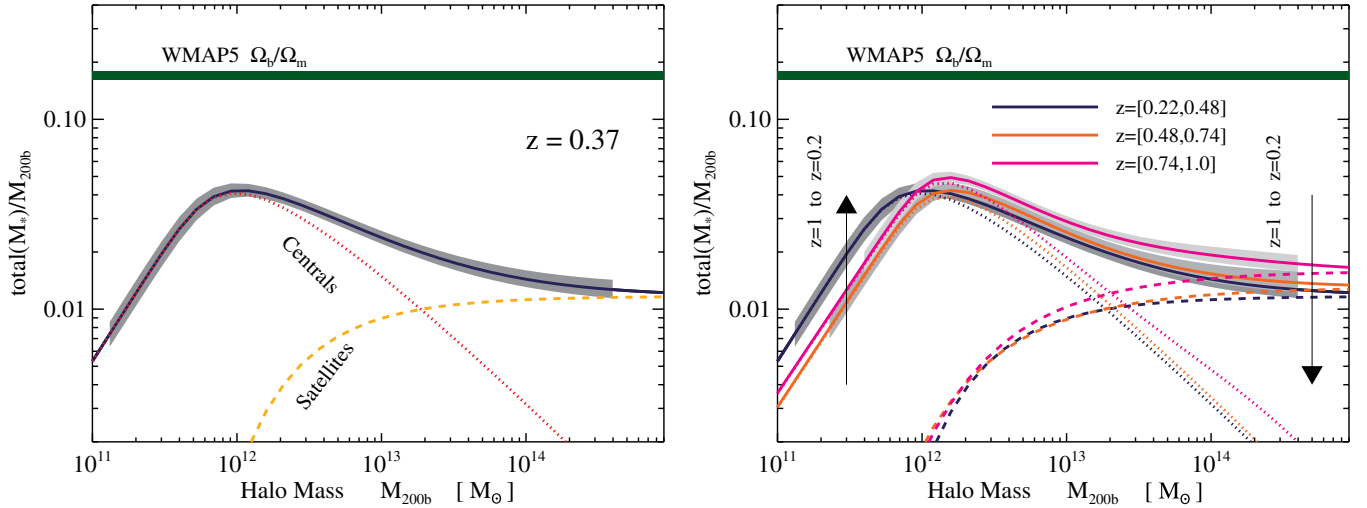 WMAP5 Ω_b/Ω_m
0.10
z = 0.37
total(M_*)/M_200b
Centrals
0.01
Satellites
10^11
10^12
10^13
10^14
Halo Mass M_200b [ M_⊙ ]
WMAP5 Ω_b/Ω_m
z=[0.22,0.48]
0.10
z=[0.48,0.74]
z=[0.74,1.0]
z=1 to z=0.2
z=1 to z=0.2
total(M_*)/M_200b
0.01
10^11
10^12
10^13
10^14
Halo Mass M_200b [ M_⊙ ]